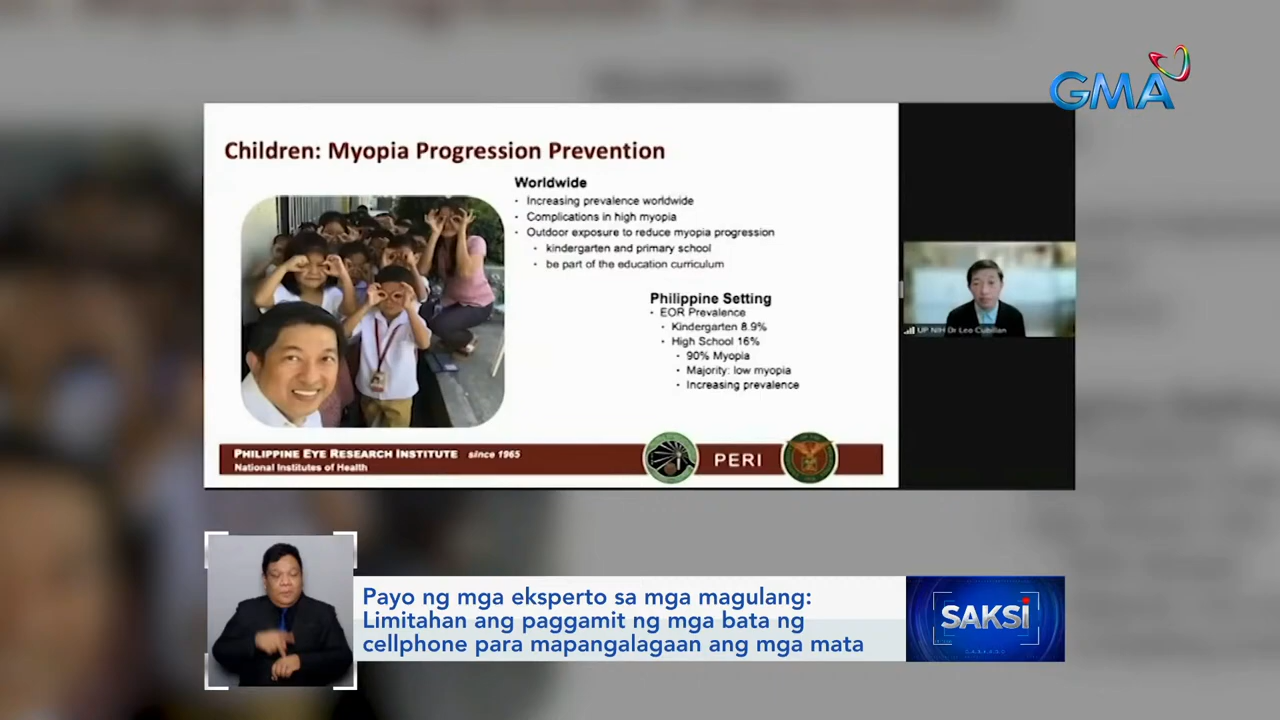 GMA
Children: Myopia Progression Prevention
Worldwide
Increasing prevalence worldwide
Complications in high myopia
Outdoor exposure to reduce myopia progression
kindergarten and primary school
be part of the education curriculum
Philippine Setting
EOR Prevalence
Kindergarten 8.9%
High School 16%
90% Myopia
Majority: low myopia
Increasing prevalence
UP NIH Dr Leo Cubillan
PHILIPPINE EYE RESEARCH INSTITUTE since 1965
National Institutes of Health
PERI
Payo ng mga eksperto sa mga magulang:
Limitahan ang paggamit ng mga bata ng
cellphone para mapangalagaan ang mga mata
SAKSI